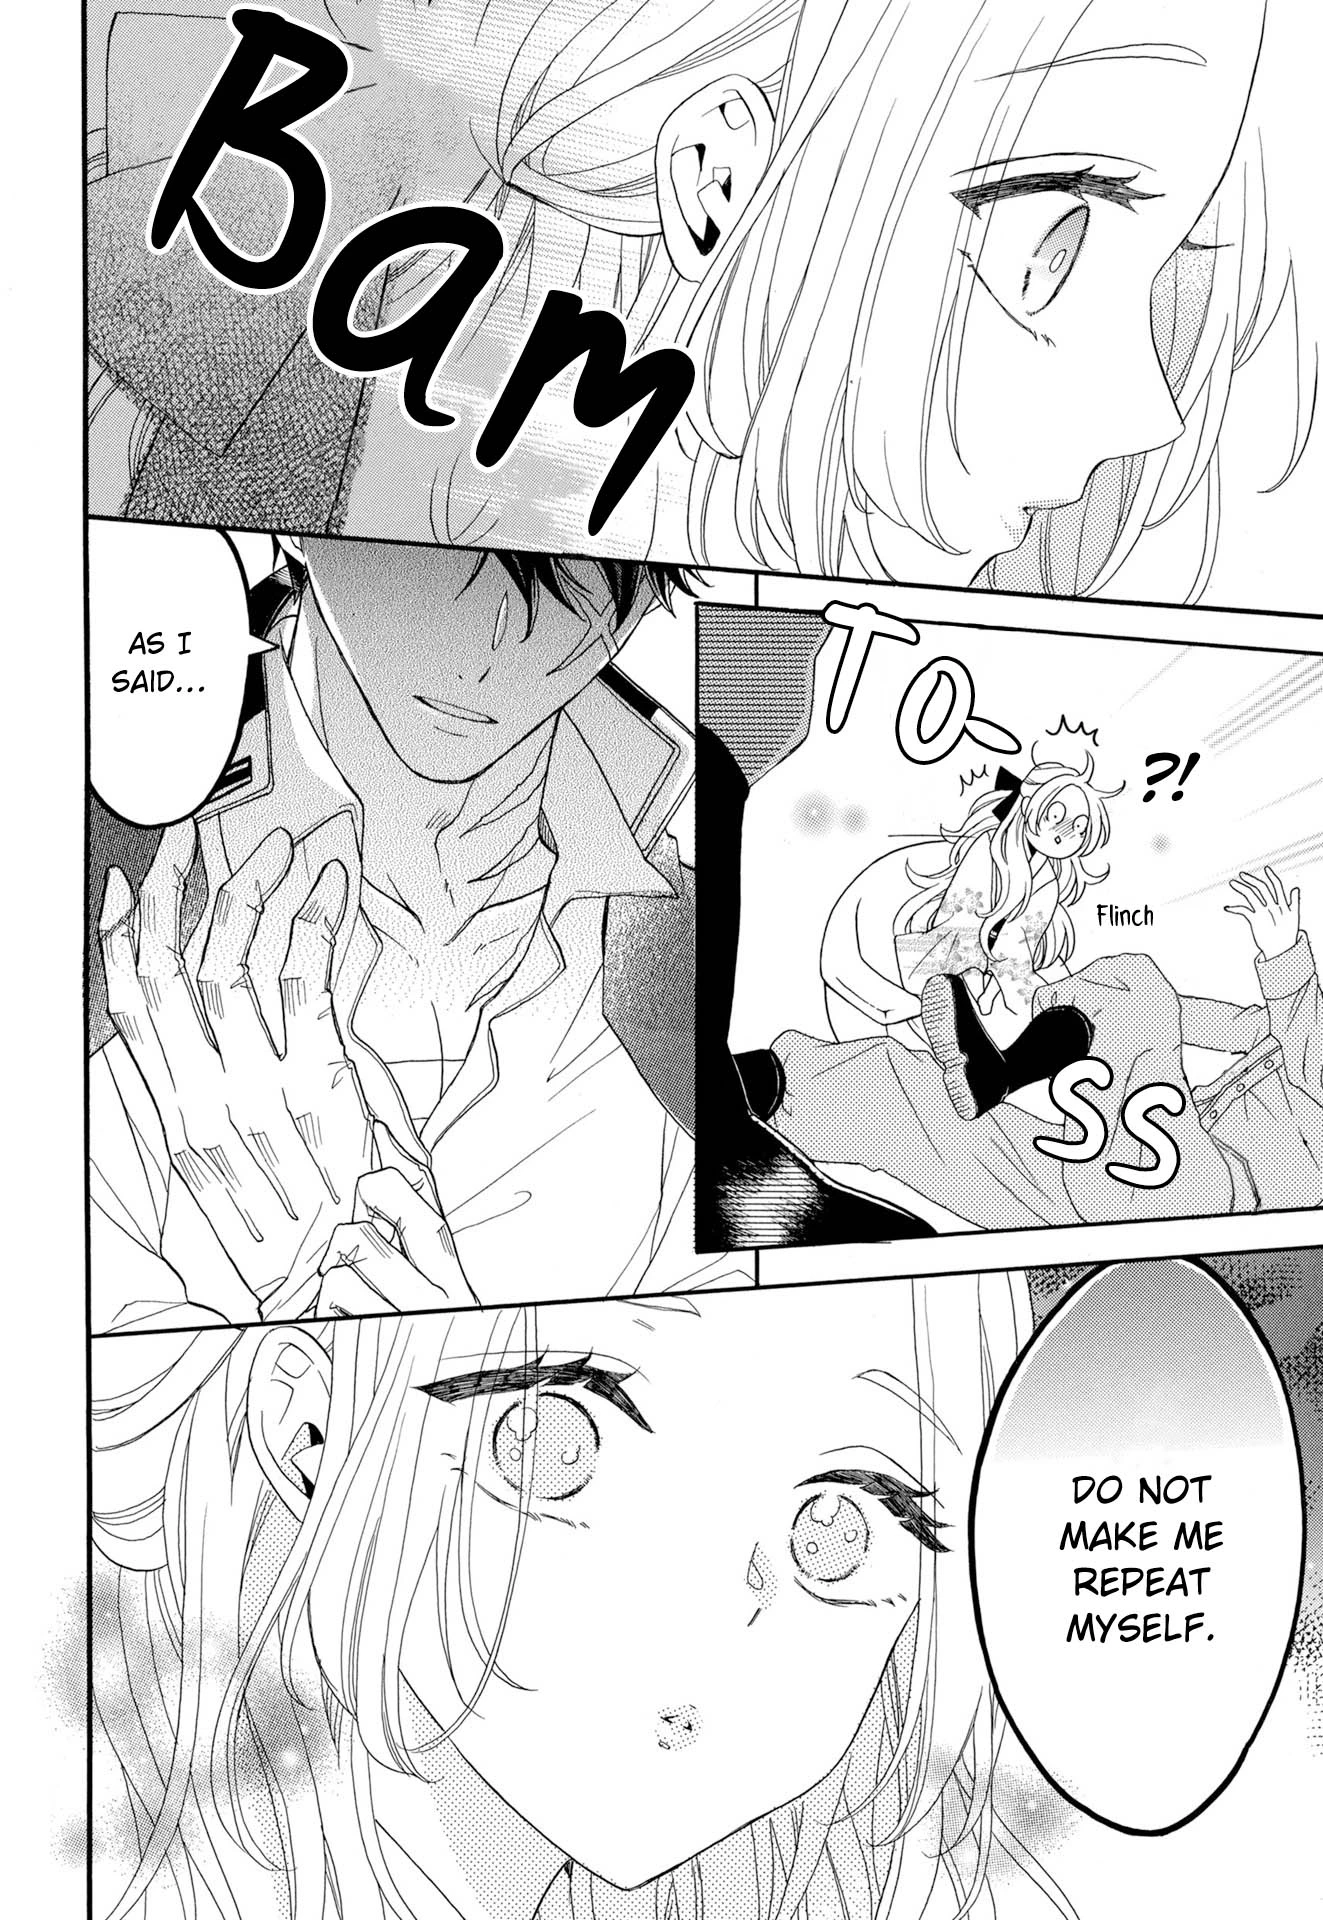 Bam
TO-
SS
?!
Flinch
AS I
SAID...
DO NOT
MAKE ME
REPEAT
MYSELF.